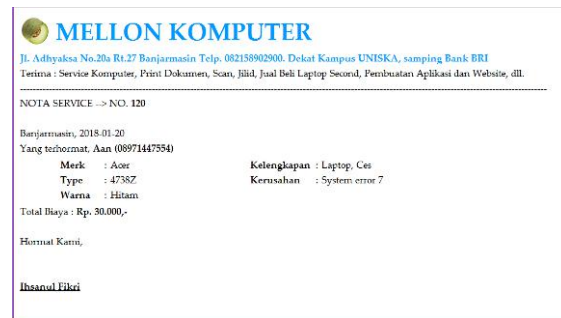 MELLON KOMPUTER
Jl. Adhyaksa No.20a Rt.27 Banjarmasin Telp. 082158902900. Dekat Kampus UNISKA, samping Bank BRI
Terima : Service Komputer, Print Dokumen, Scan, Jilid, Jual Beli Laptop Second, Pembuatan Aplikasi dan Website, dll.
NOTA SERVICE --> NO. 120
Banjarmasin, 2018-01-20
Yang terhormat, Aan (08971447554)
Merk : Acer Kelengkapan : Laptop, Ces
Type : 4738Z Kerusahan : System error 7
Warna : Hitam
Total Biaya : Rp. 30.000,-
Hormat Kami,
Ihsanul Fikri